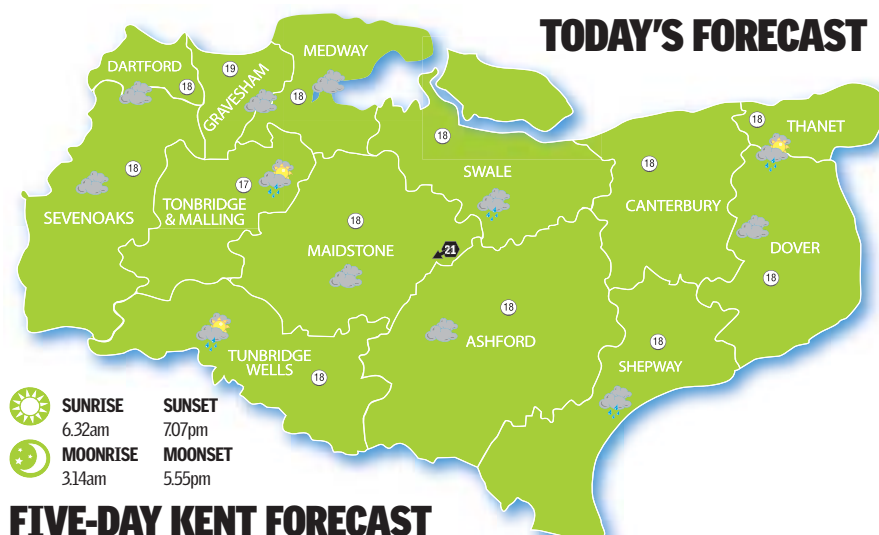 TODAY'S FORECAST
MEDWAY
DARTFORD
19
18
GRAVESHAM
18
18
18
THANET
18
SWALE
18
18
SEVENOAKS
17
TONBRIDGE
& MALLING
CANTERBURY
18
MAIDSTONE
21
DOVER
18
18
ASHFORD
18
SHEPWAY
TUNBRIDGE
WELLS
18
SUNRISE SUNSET
6.32am 7.07pm
MOONRISE MOONSET
3.14am 5.55pm
FIVE-DAY KENT FORECAST